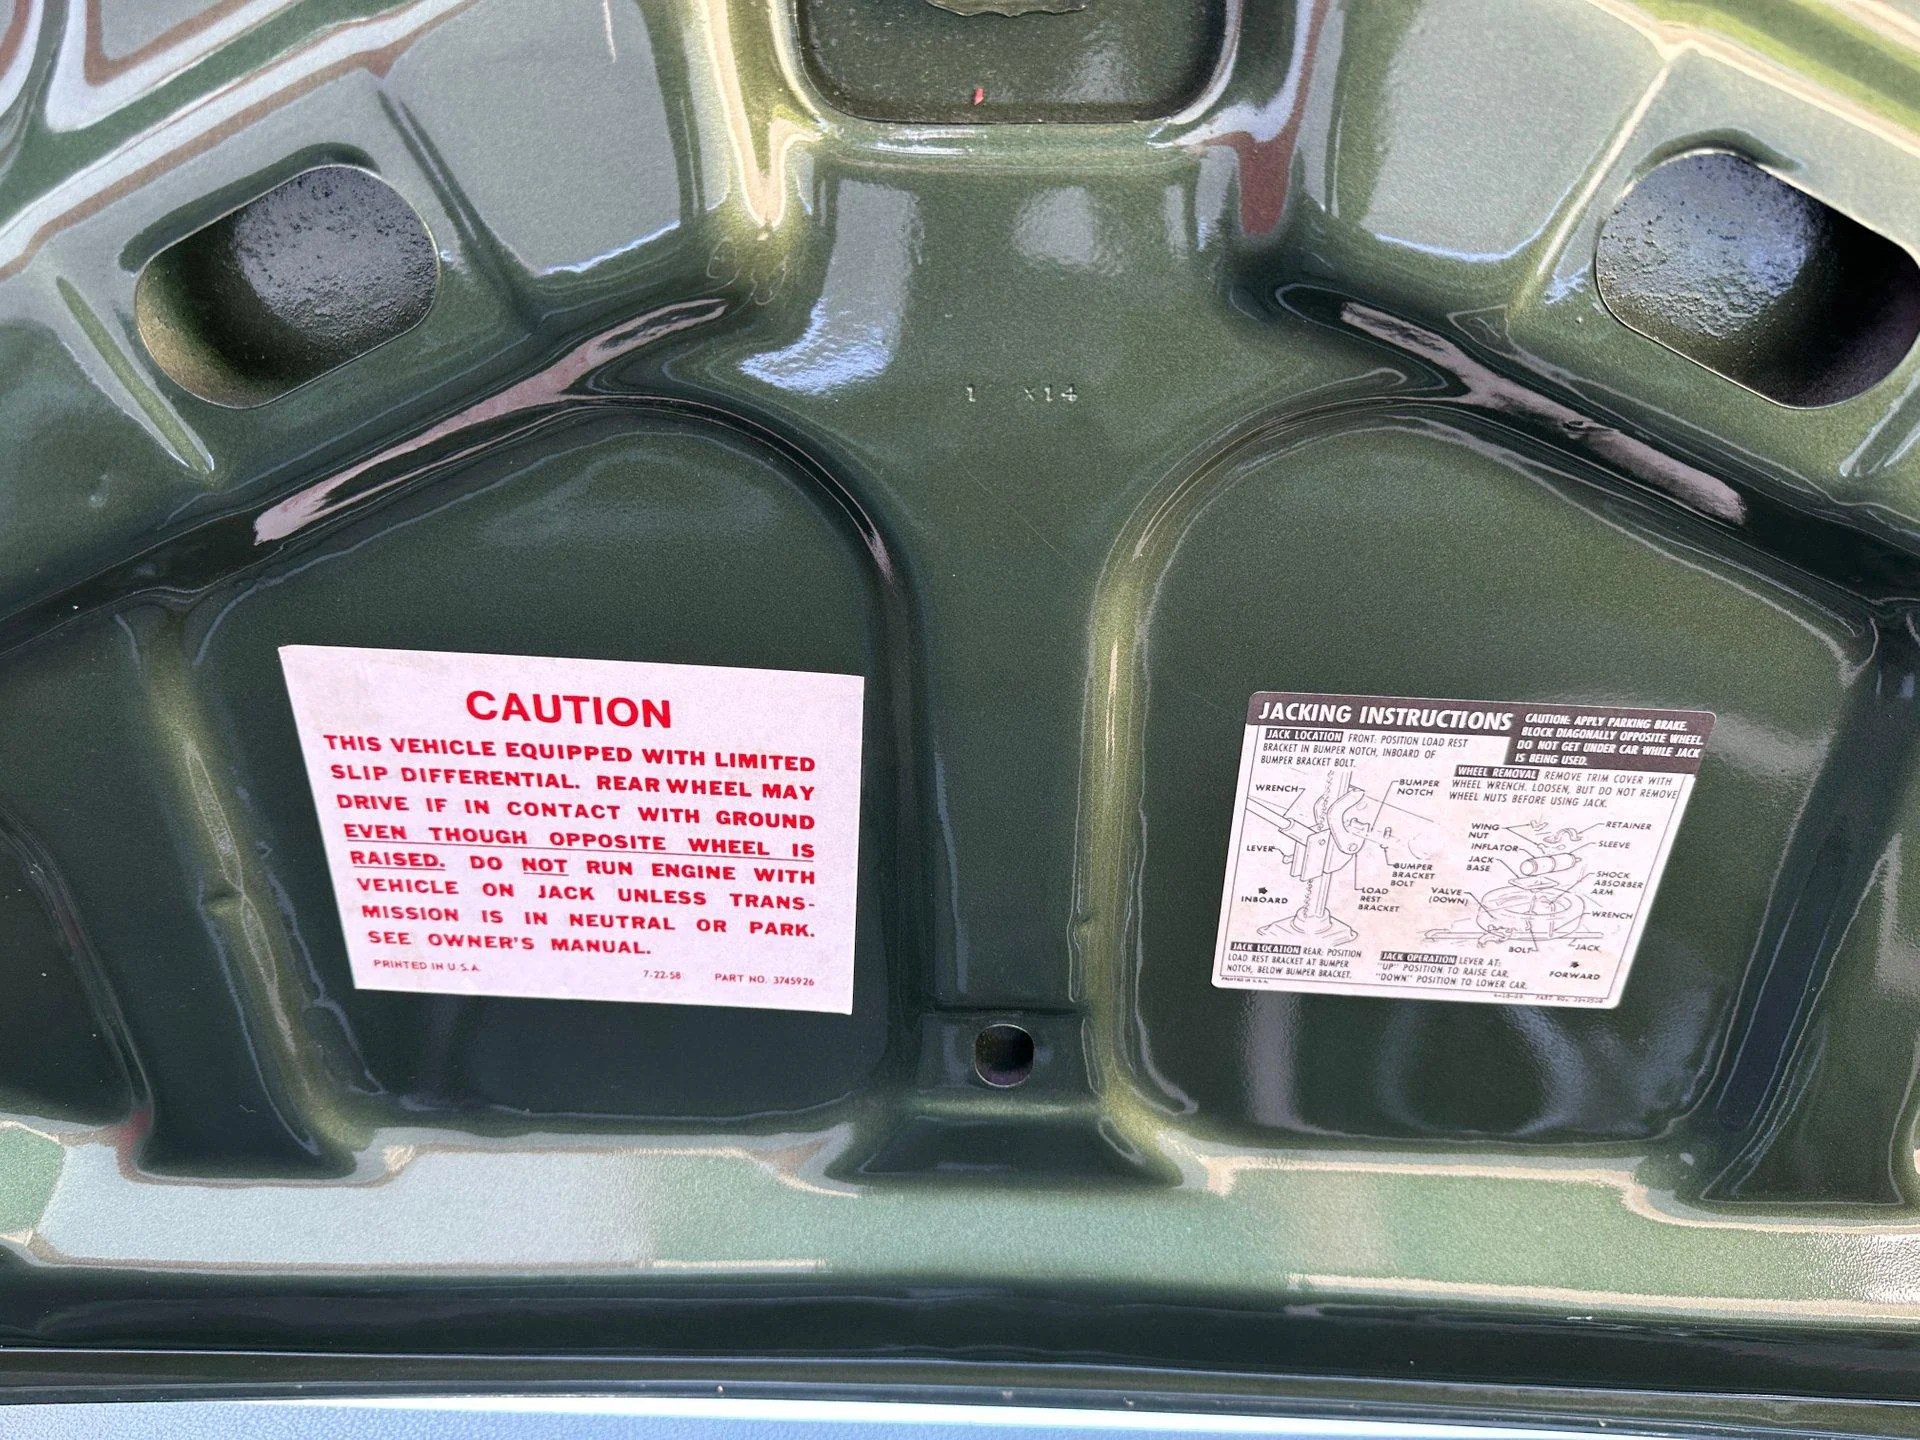 1 x14
CAUTION
THIS VEHICLE EQUIPPED WITH LIMITED
SLIP DIFFERENTIAL. REAR WHEEL MAY
DRIVE IF IN CONTACT WITH GROUND
EVEN THOUGH OPPOSITE WHEEL IS
RAISED. DO NOT RUN ENGINE WITH
VEHICLE ON JACK UNLESS TRANS-
MISSION IS IN NEUTRAL OR PARK.
SEE OWNER'S MANUAL.
PRINTED IN U.S.A. 7-22-58 PART NO. 3745926
JACKING INSTRUCTIONS
CAUTION: APPLY PARKING BRAKE.
BLOCK DIAGONALLY OPPOSITE WHEEL.
DO NOT GET UNDER CAR WHILE JACK
IS BEING USED.
JACK LOCATION FRONT: POSITION LOAD REST
BRACKET IN BUMPER NOTCH, INBOARD OF
BUMPER BRACKET BOLT.
WHEEL REMOVAL REMOVE TRIM COVER WITH
WHEEL WRENCH. LOOSEN, BUT DO NOT REMOVE
WHEEL NUTS BEFORE USING JACK.
WRENCH
BUMPER
NOTCH
LEVER
BUMPER
BRACKET
BOLT
INBOARD
LOAD
REST
BRACKET
WING
NUT
RETAINER
INFLATOR
SLEEVE
JACK
BASE
SHOCK
ABSORBER
ARM
VALVE
(DOWN)
WRENCH
BOLT
JACK
FORWARD
JACK LOCATION REAR: POSITION
LOAD REST BRACKET AT BUMPER
NOTCH, BELOW BUMPER BRACKET.
JACK OPERATION LEVER AT:
"UP" POSITION TO RAISE CAR.
"DOWN" POSITION TO LOWER CAR.
PRINTED IN U.S.A. PART NO.